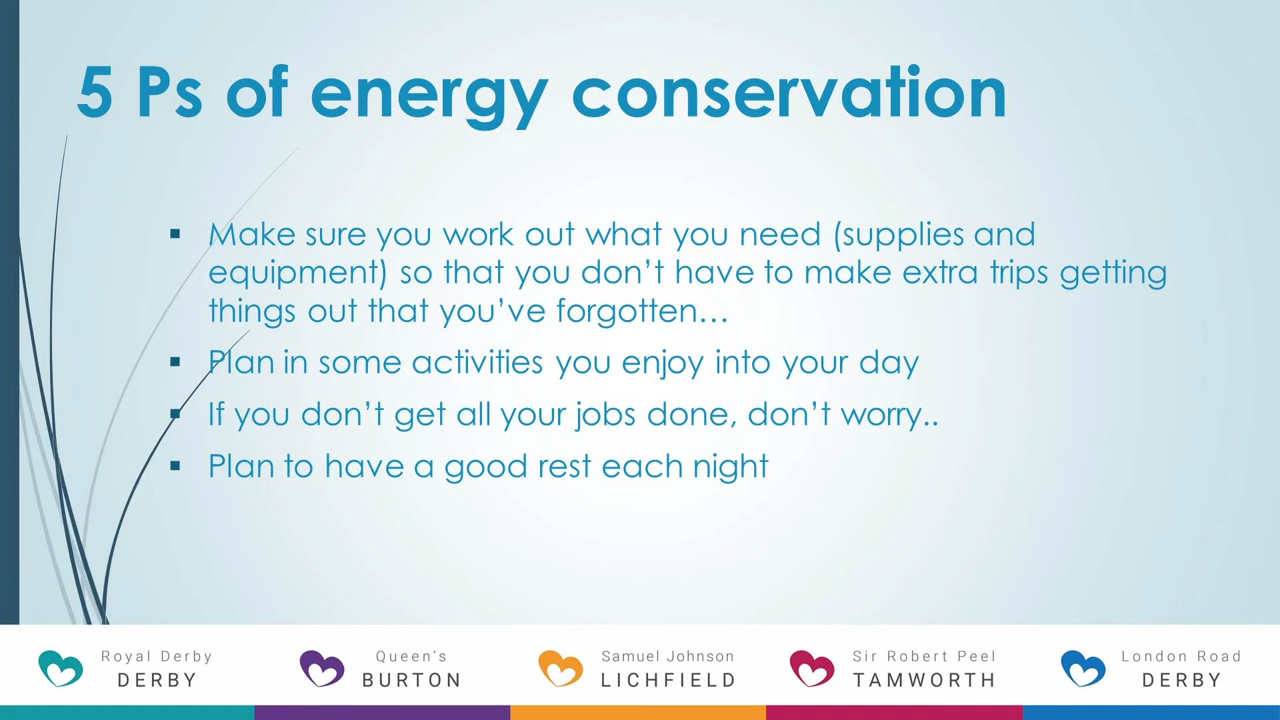 5 Ps of energy conservation
▪ Make sure you work out what you need (supplies and
equipment) so that you don’t have to make extra trips getting
things out that you’ve forgotten…
▪ Plan in some activities you enjoy into your day
▪ If you don’t get all your jobs done, don’t worry..
▪ Plan to have a good rest each night
Royal Derby
DERBY
Queen’s
BURTON
Samuel Johnson
LICHFIELD
Sir Robert Peel
TAMWORTH
London Road
DERBY